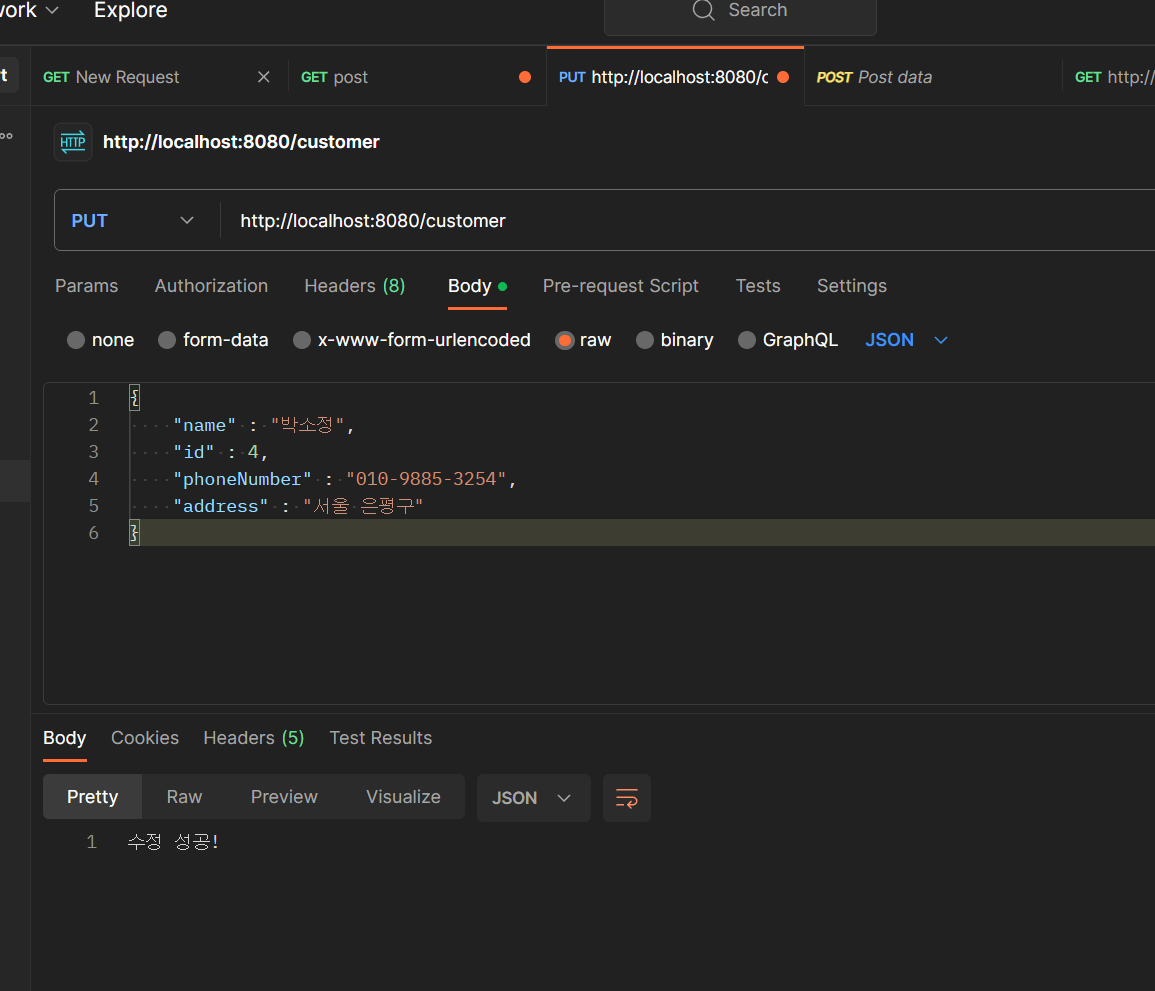 work Explore Search
t GET New Request GET post PUT http://localhost:8080/c POST Post data GET http://
HTTP http://localhost:8080/customer
PUT http://localhost:8080/customer
Params Authorization Headers (8) Body Pre-request Script Tests Settings
none form-data x-www-form-urlencoded raw binary GraphQL JSON
1 {
2 "name" : "박소정",
3 "id" : 4,
4 "phoneNumber" : "010-9885-3254",
5 "address" : "서울 은평구"
6 }
Body Cookies Headers (5) Test Results
Pretty Raw Preview Visualize JSON
1 수정 성공!